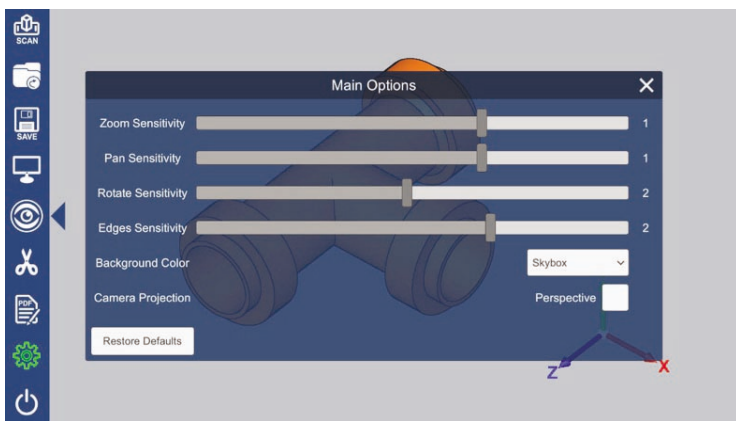 SCAN
SAVE
PDF
Main Options
Zoom Sensitivity 1
Pan Sensitivity 1
Rotate Sensitivity 2
Edges Sensitivity 2
Background Color Skybox
Camera Projection Perspective
Restore Defaults
Z X